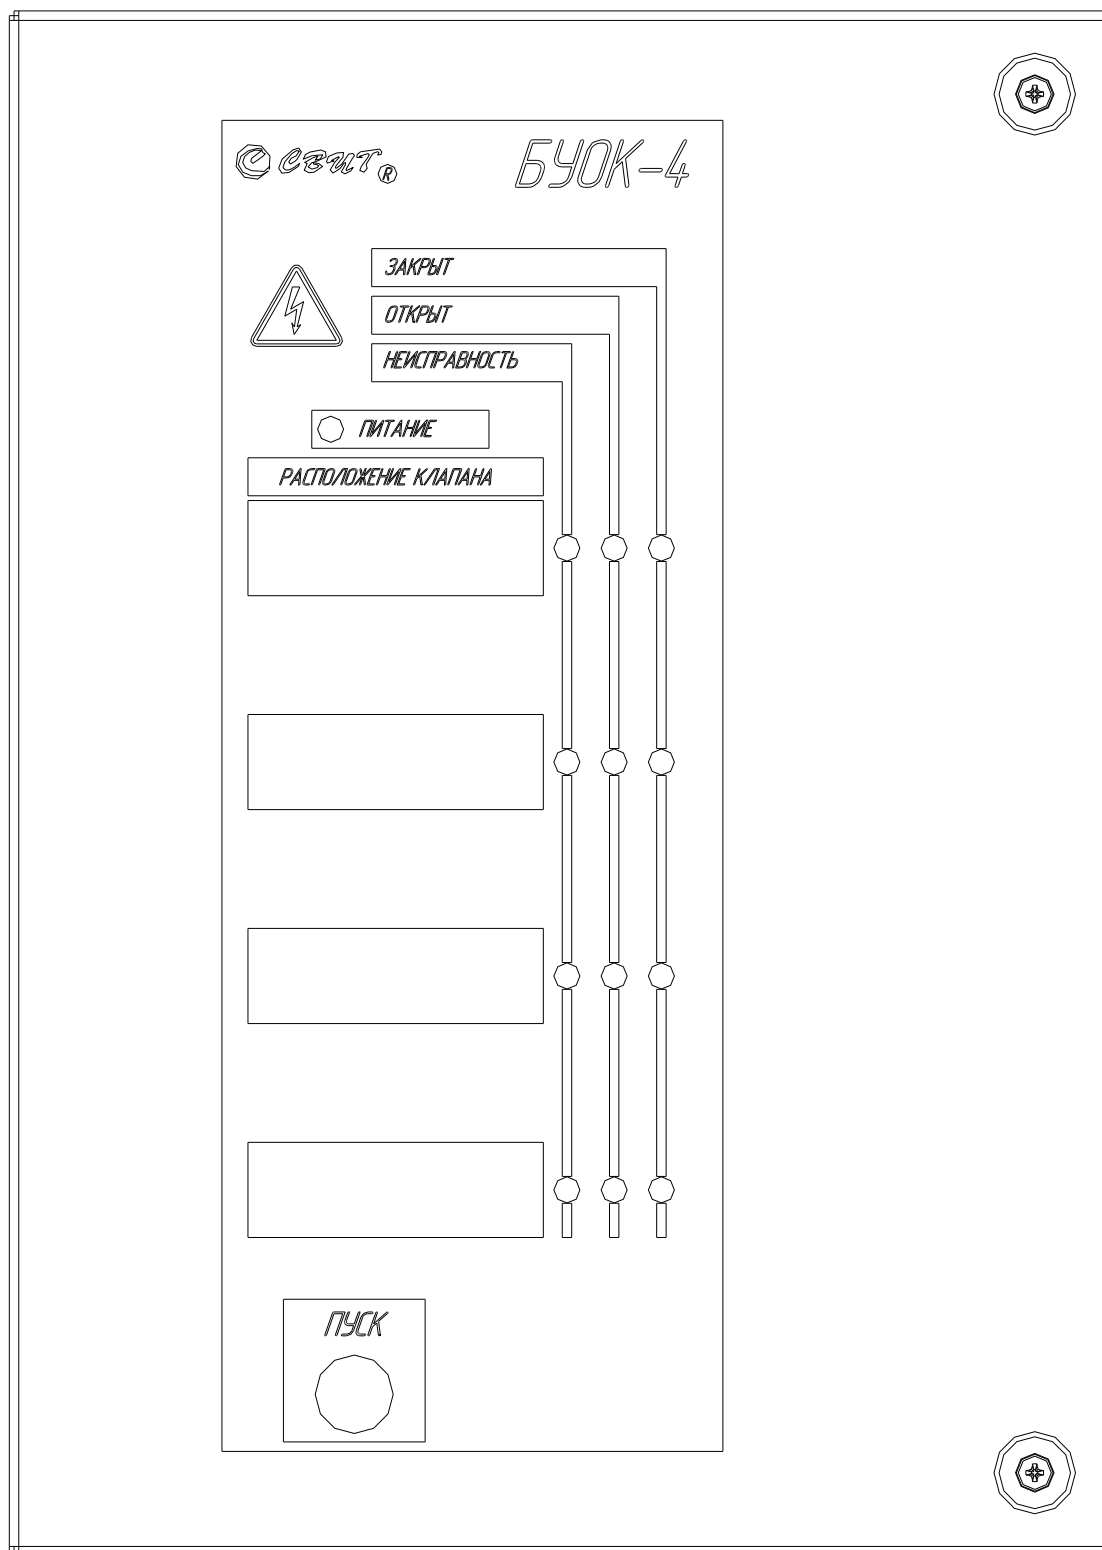 СВИТ ® БУОК-4
ЗАКРЫТ
ОТКРЫТ
НЕИСПРАВНОСТЬ
ПИТАНИЕ
РАСПОЛОЖЕНИЕ КЛАПАНА
ПУСК